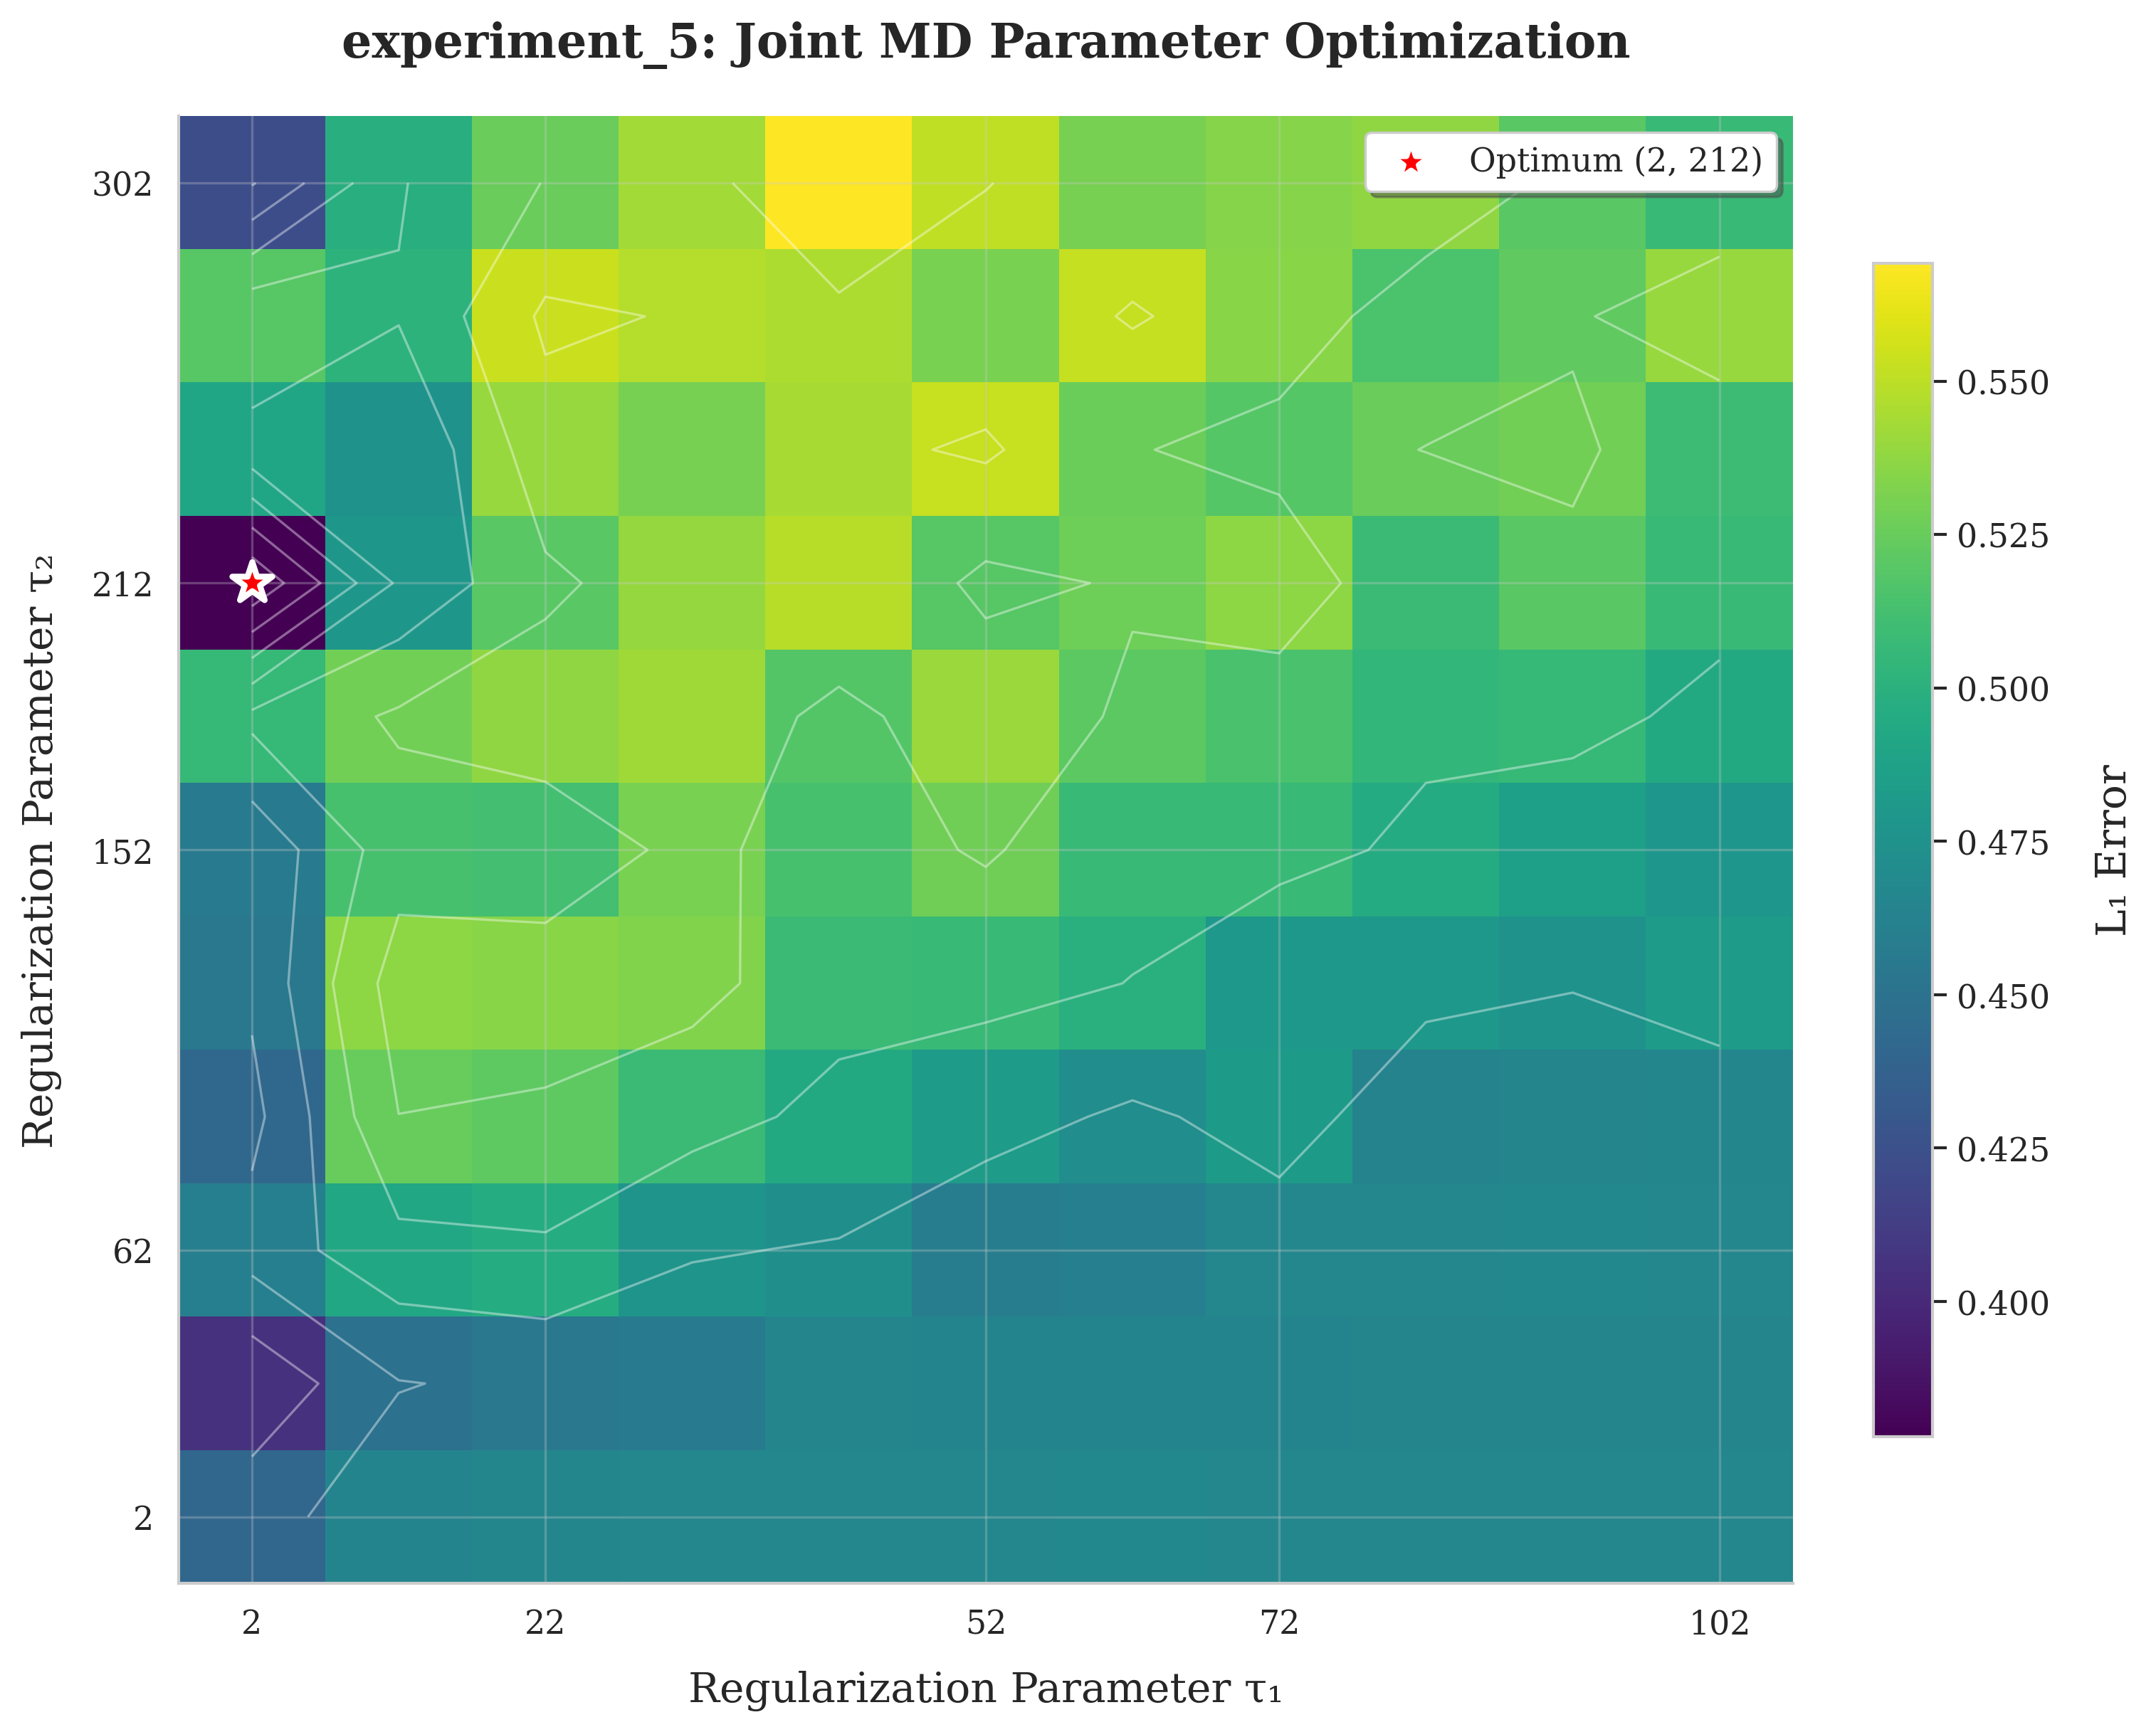 experiment_5: Joint MD Parameter Optimization
Optimum (2, 212)
Regularization Parameter τ₂
302
212
152
62
2
2 22 52 72 102
Regularization Parameter τ₁
0.550
0.525
0.500
0.475
0.450
0.425
0.400
L₁ Error